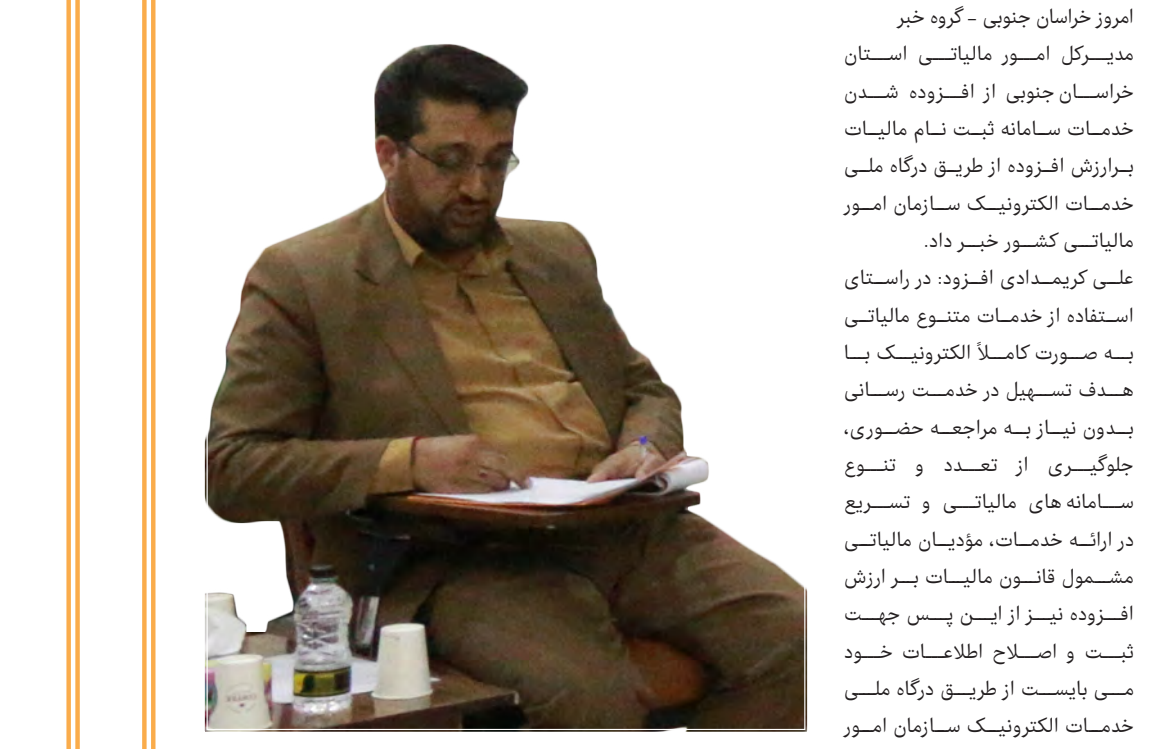 امروز خراسان جنوبی - گروه خبر
مدیرکل امور مالیاتی استان
خراسان جنوبی از افزوده شدن
خدمات سامانه ثبت نام مالیات
برارزش افزوده از طریق درگاه ملی
خدمات الکترونیک سازمان امور
مالیاتی کشور خبر داد.
علی کریمدادی افزود: در راستای
استفاده از خدمات متنوع مالیاتی
به صورت کاملاً الکترونیک با
هدف تسهیل در خدمت رسانی
بدون نیاز به مراجعه حضوری،
جلوگیری از تعدد و تنوع
سامانه های مالیاتی و تسریع
در ارائه خدمات، مؤدیان مالیاتی
مشمول قانون مالیات بر ارزش
افزوده نیز از این پس جهت
ثبت و اصلاح اطلاعات خود
می بایست از طریق درگاه ملی
خدمات الکترونیک سازمان امور